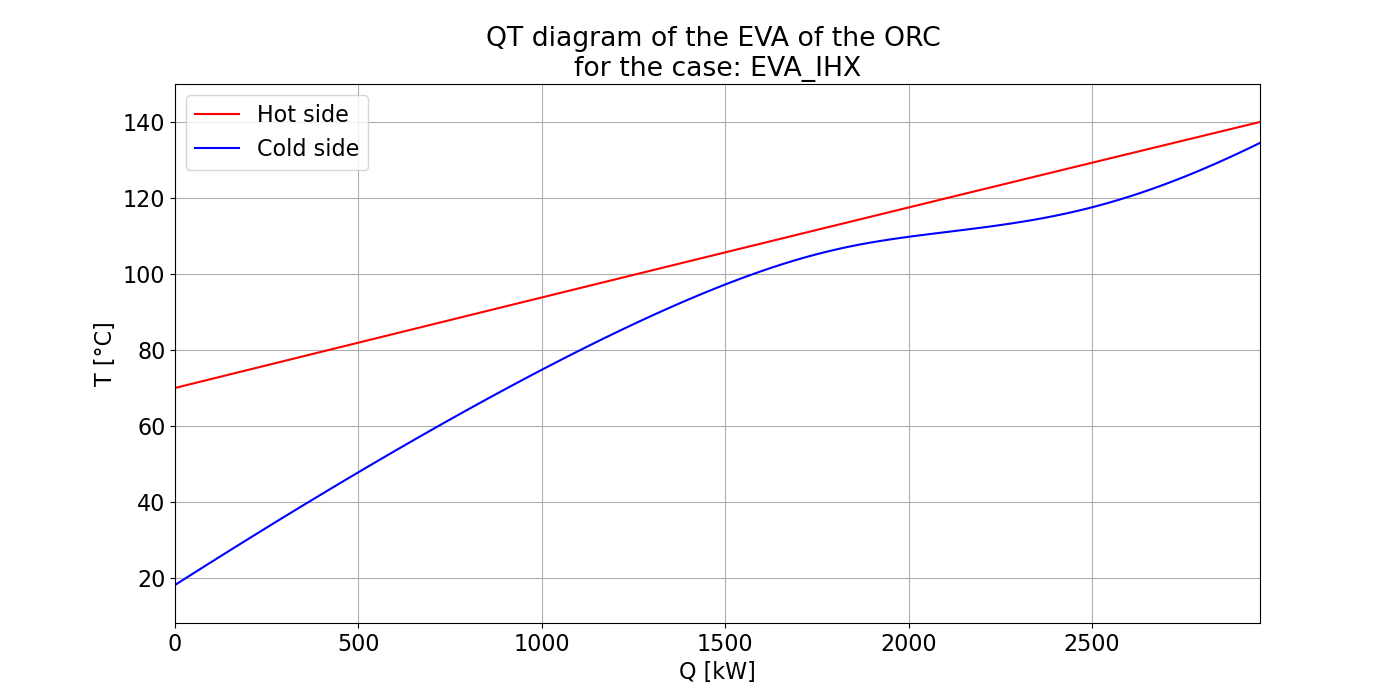 QT diagram of the EVA of the ORC
for the case: EVA_IHX
Hot side
Cold side
T [°C]
140
120
100
80
60
40
20
0 500 1000 1500 2000 2500
Q [kW]